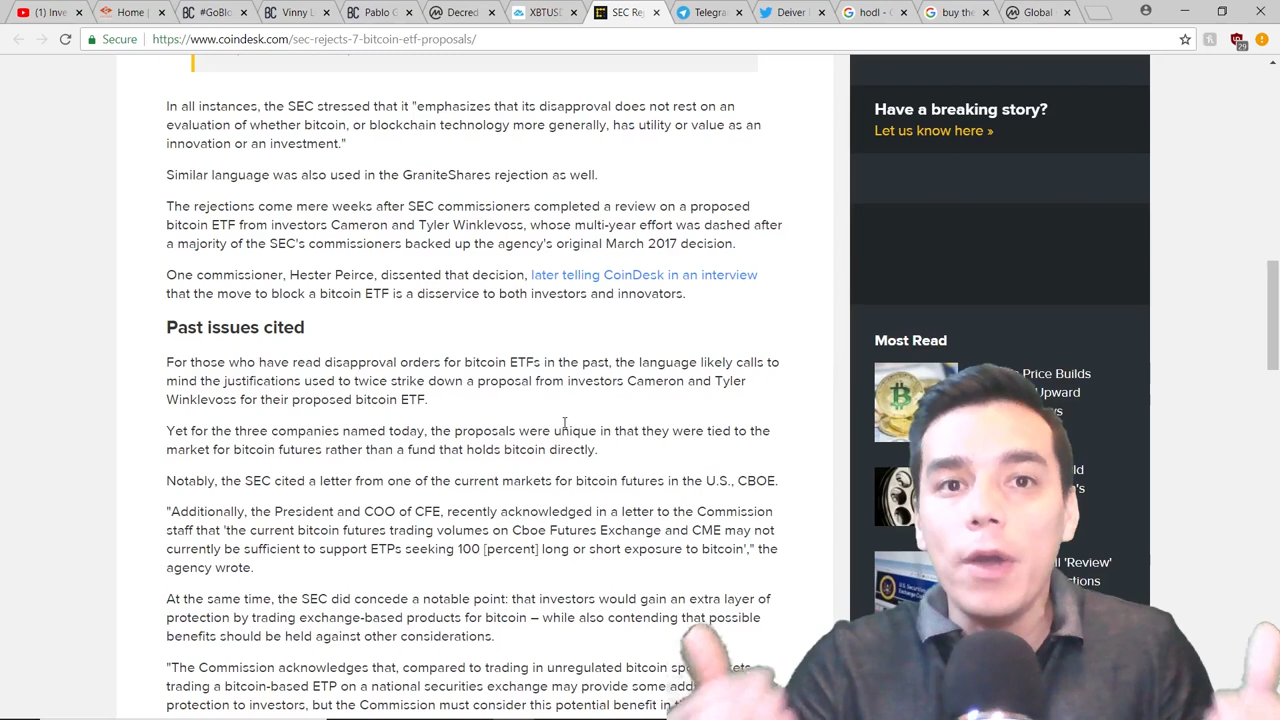 Inve
Home |
#GoBlo
Vinny L
Pablo G
Decred
XBTUSD
SEC Rej
Telegra
Deiven
hodl - G
buy the
Global
Secure
https://www.coindesk.com/sec-rejects-7-bitcoin-etf-proposals/
29
In all instances, the SEC stressed that it "emphasizes that its disapproval does not rest on an
evaluation of whether bitcoin, or blockchain technology more generally, has utility or value as an
innovation or an investment."
Similar language was also used in the GraniteShares rejection as well.
The rejections come mere weeks after SEC commissioners completed a review on a proposed
bitcoin ETF from investors Cameron and Tyler Winklevoss, whose multi-year effort was dashed after
a majority of the SEC's commissioners backed up the agency's original March 2017 decision.
One commissioner, Hester Peirce, dissented that decision, later telling CoinDesk in an interview
that the move to block a bitcoin ETF is a disservice to both investors and innovators.
Past issues cited
For those who have read disapproval orders for bitcoin ETFs in the past, the language likely calls to
mind the justifications used to twice strike down a proposal from investors Cameron and Tyler
Winklevoss for their proposed bitcoin ETF.
Yet for the three companies named today, the proposals were unique in that they were tied to the
market for bitcoin futures rather than a fund that holds bitcoin directly.
Notably, the SEC cited a letter from one of the current markets for bitcoin futures in the U.S., CBOE.
"Additionally, the President and COO of CFE, recently acknowledged in a letter to the Commission
staff that 'the current bitcoin futures trading volumes on Cboe Futures Exchange and CME may not
currently be sufficient to support ETPs seeking 100 [percent] long or short exposure to bitcoin'," the
agency wrote.
At the same time, the SEC did concede a notable point: that investors would gain an extra layer of
protection by trading exchange-based products for bitcoin – while also contending that possible
benefits should be held against other considerations.
"The Commission acknowledges that, compared to trading in unregulated bitcoin
trading a bitcoin-based ETP on a national securities exchange may provide some
protection to investors, but the Commission must consider this potential benefit in
Have a breaking story?
Let us know here »
Most Read
Price Builds
Upward
'Review'